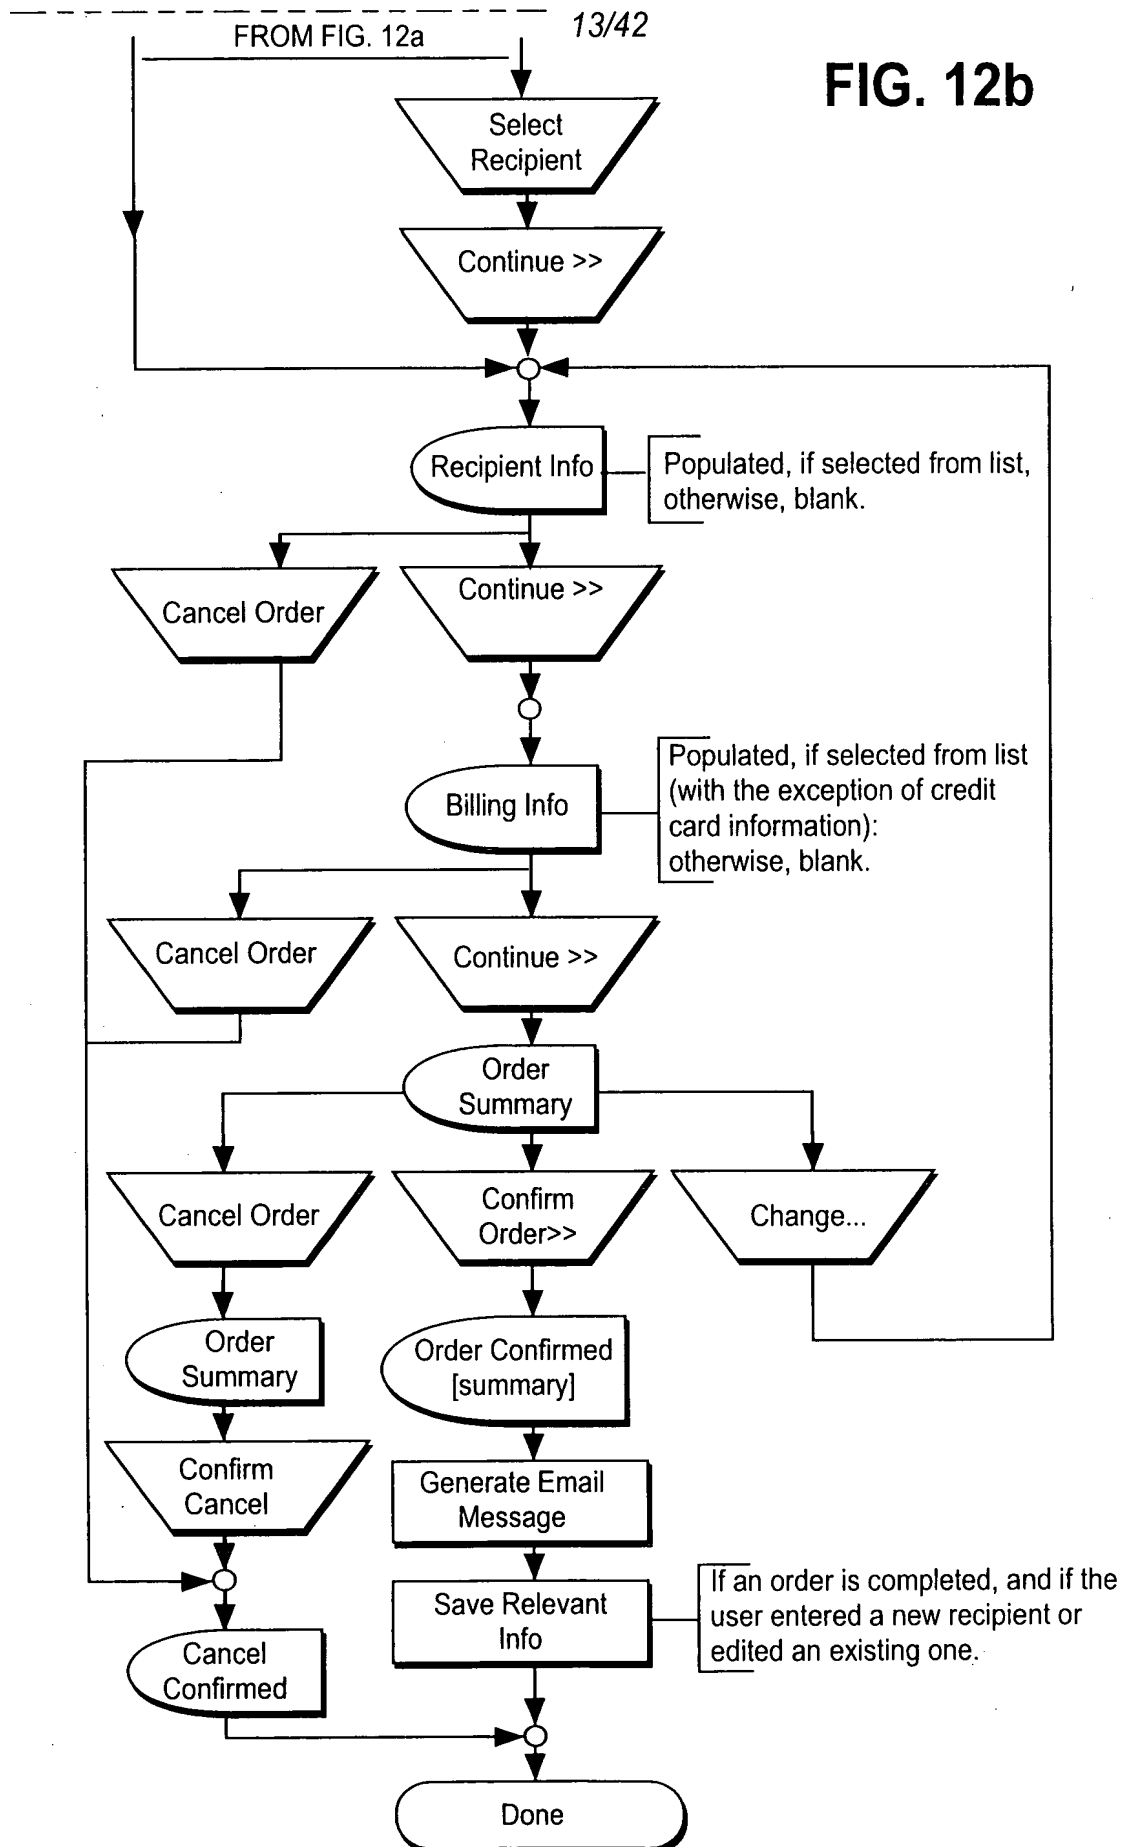 13/42
FROM FIG. 12a
FIG. 12b
Select
Recipient
Continue >>
Recipient Info
Populated, if selected from list,
otherwise, blank.
Cancel Order
Continue >>
Billing Info
Populated, if selected from list
(with the exception of credit
card information):
otherwise, blank.
Cancel Order
Continue >>
Order
Summary
Cancel Order
Confirm
Order>>
Change...
Order
Summary
Order Confirmed
[summary]
Confirm
Cancel
Generate Email
Message
Save Relevant
Info
If an order is completed, and if the
user entered a new recipient or
edited an existing one.
Cancel
Confirmed
Done